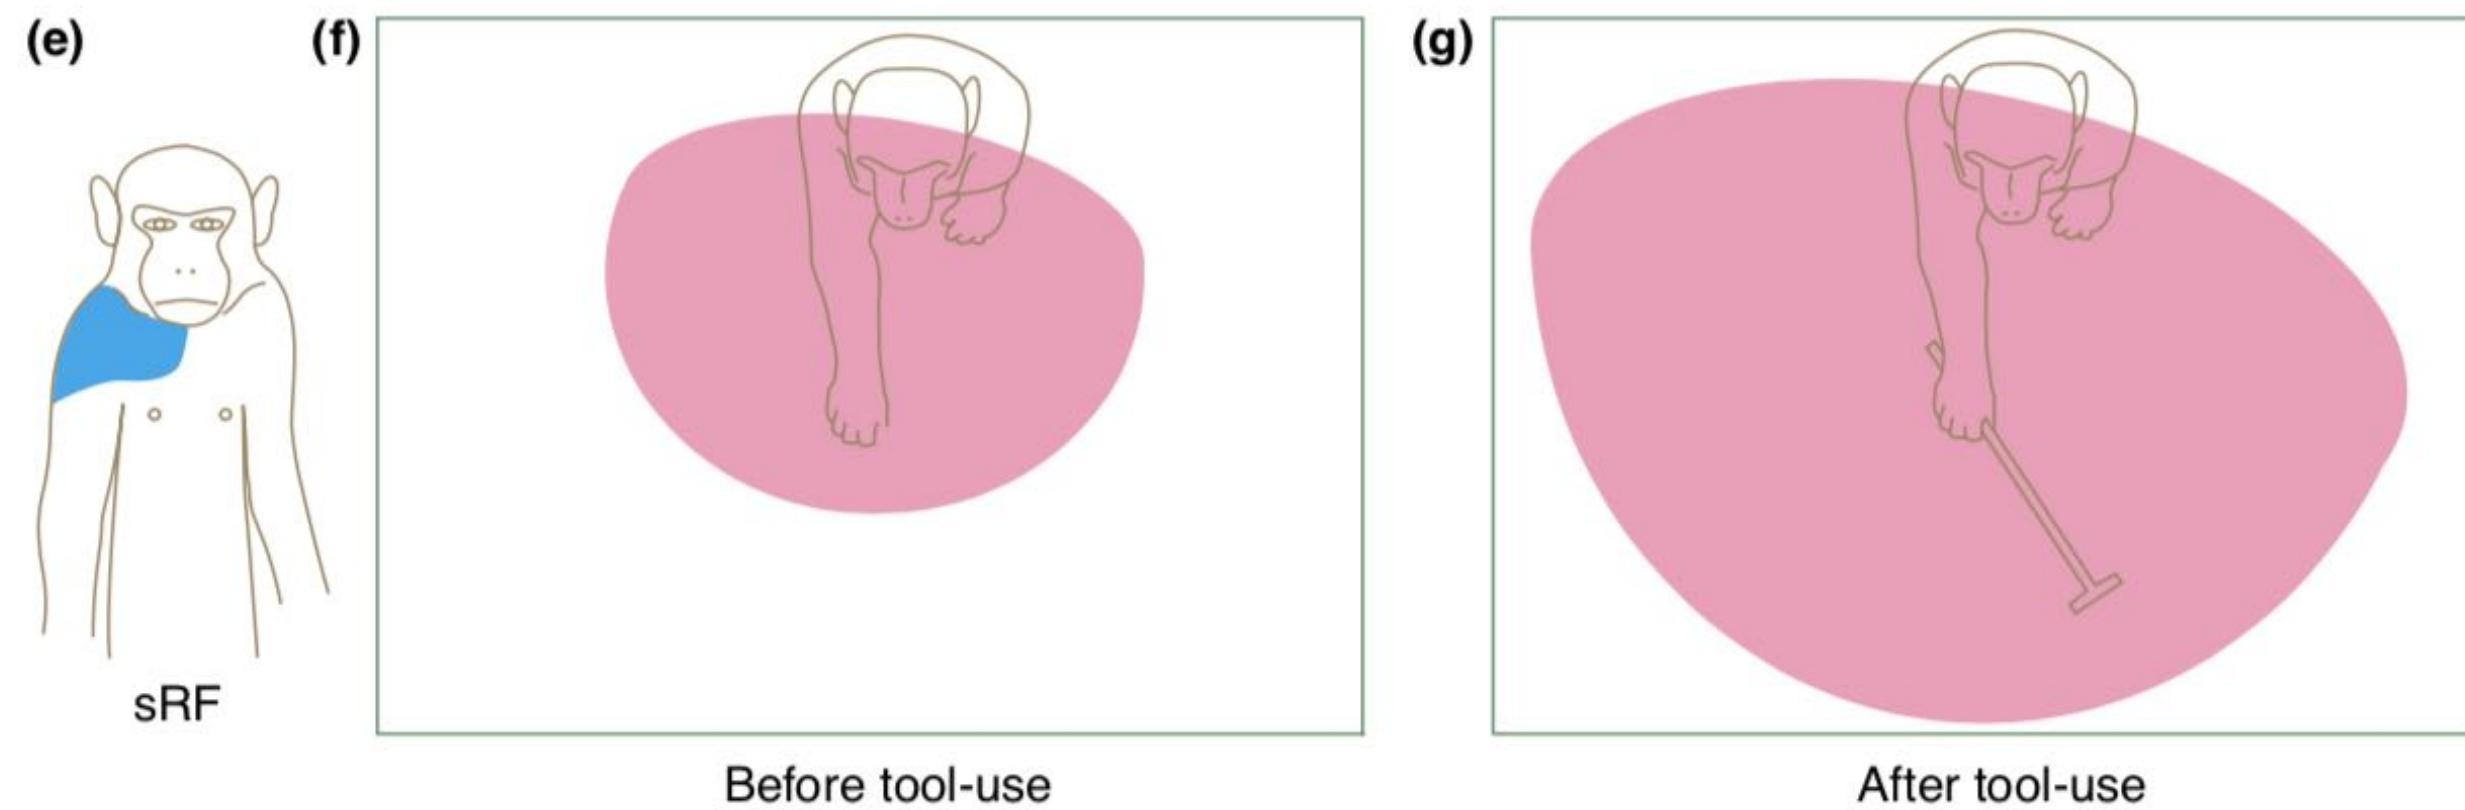 (e)
(f)
(g)
sRF
Before tool-use
After tool-use